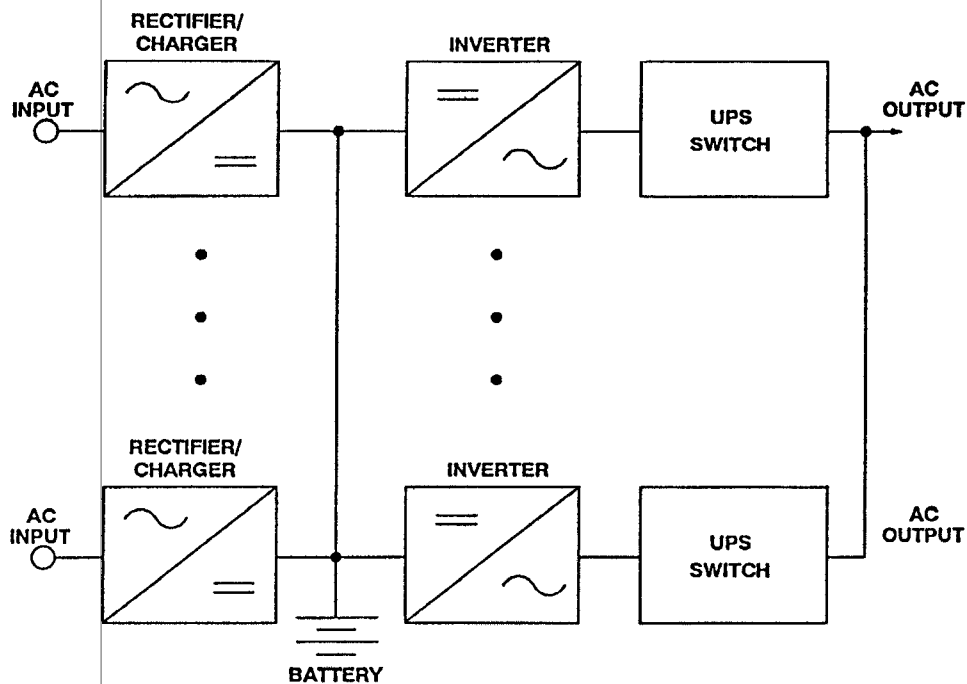 RECTIFIER/
CHARGER
INVERTER
AC
INPUT
UPS
SWITCH
AC
OUTPUT
RECTIFIER/
CHARGER
INVERTER
AC
INPUT
UPS
SWITCH
AC
OUTPUT
BATTERY